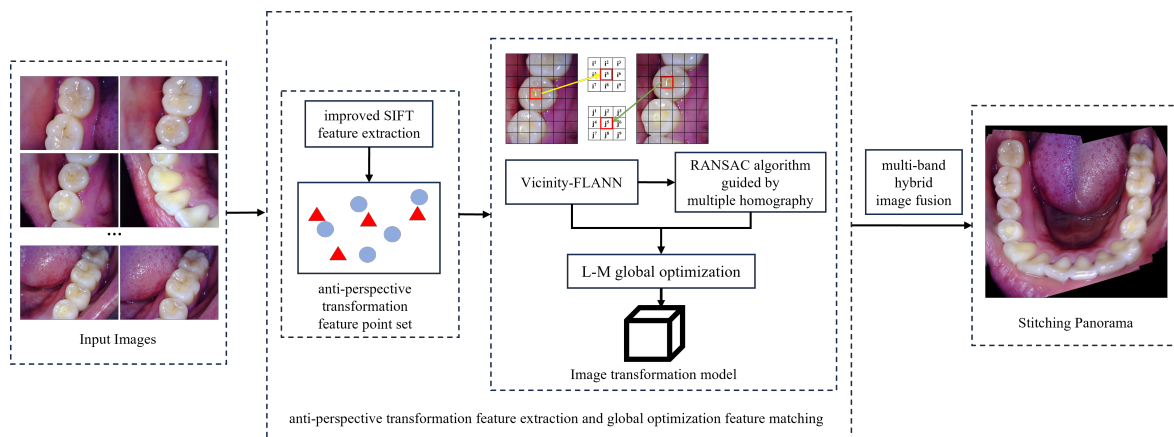 ...
Input Images
improved SIFT
feature extraction
anti-perspective
transformation
feature point set
Vicinity-FLANN
RANSAC algorithm
guided by
multiple homography
L-M global optimization
Image transformation model
anti-perspective transformation feature extraction and global optimization feature matching
multi-band
hybrid
image fusion
Stitching Panorama